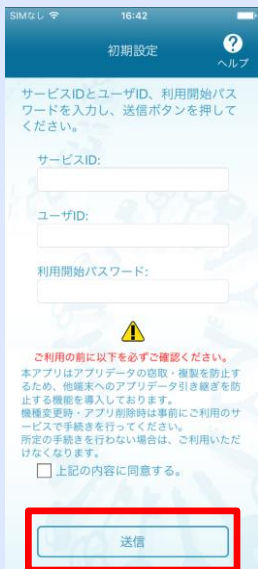 SIMなし 16:42
初期設定
?
ヘルプ
サービスIDとユーザID、利用開始パス
ワードを入力し、送信ボタンを押して
ください。
サービスID:
ユーザID:
利用開始パスワード:
ご利用の前に以下を必ずご確認ください。
本アプリはアプリデータの窃取・複製を防止す
るため、他端末へのアプリデータ引き継ぎを防
止する機能を導入しております。
機種変更時・アプリ削除時は事前にご利用のサ
ービスで手続きを行ってください。
所定の手続きを行わない場合は、ご利用いただ
けなくなります。
上記の内容に同意する。
送信